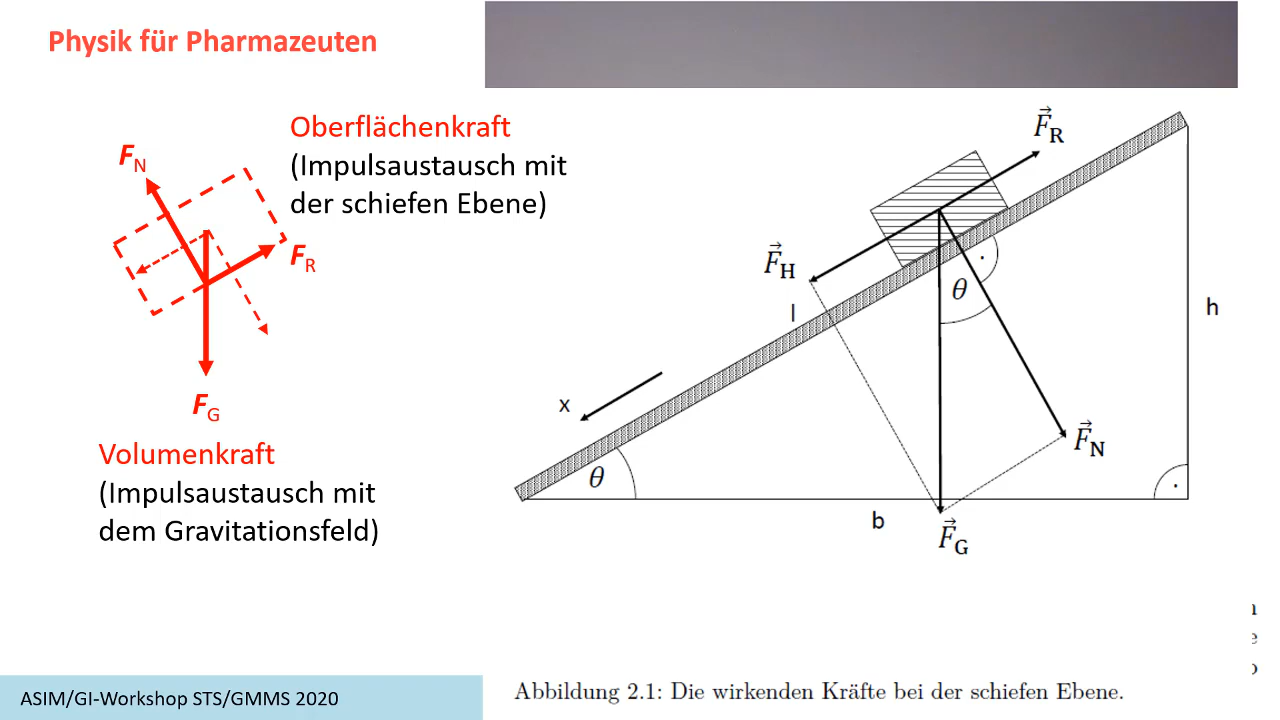 Physik für Pharmazeuten
Oberflächenkraft
(Impulsaustausch mit
der schiefen Ebene)
F_N
F_R
F_G
Volumenkraft
(Impulsaustausch mit
dem Gravitationsfeld)
F⃗_R
F⃗_H
θ
l
h
x
F⃗_N
θ
b
F⃗_G
n
e
o
Abbildung 2.1: Die wirkenden Kräfte bei der schiefen Ebene.
ASIM/GI-Workshop STS/GMMS 2020